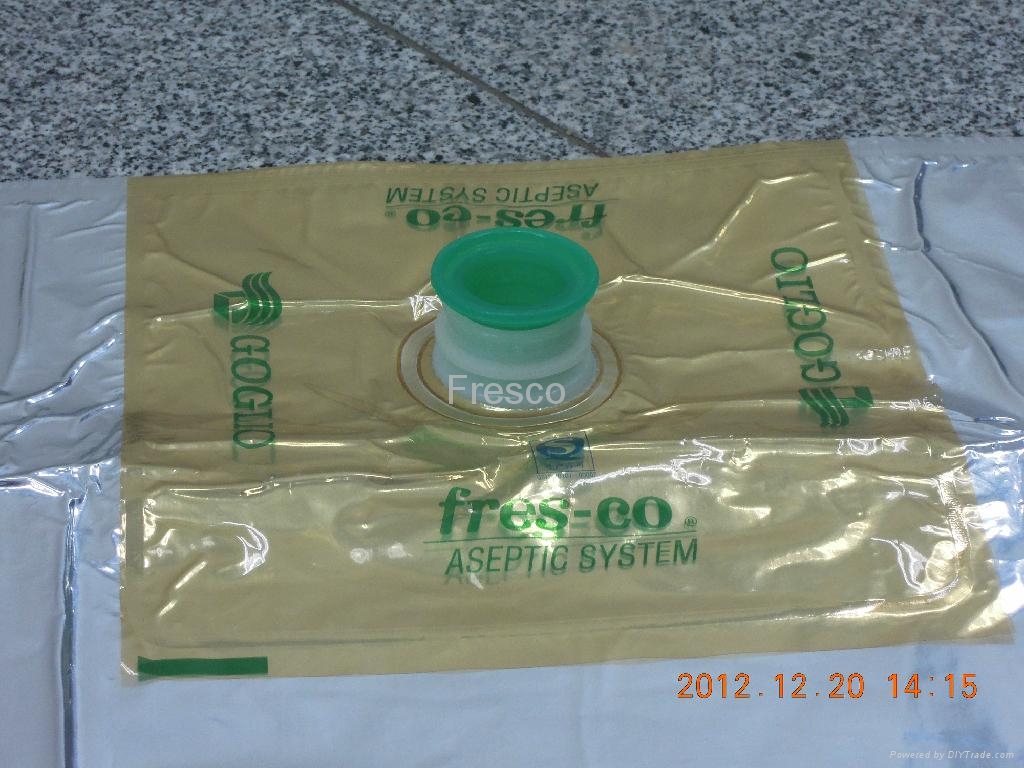 ASEPTIC SYSTEM
fres-co®
GOGLIO
GOGLIO
Fresco
fres-co®
ASEPTIC SYSTEM
2012.12.20 14:15
Powered by DIYTrade.com